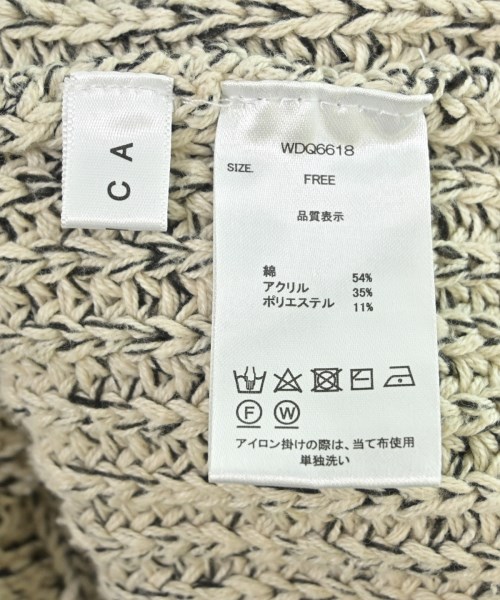 C A
WDQ6618
SIZE.
FREE
品質表示
綿 54%
アクリル 35%
ポリエステル 11%
F W
アイロン掛けの際は、当て布使用
単独洗い